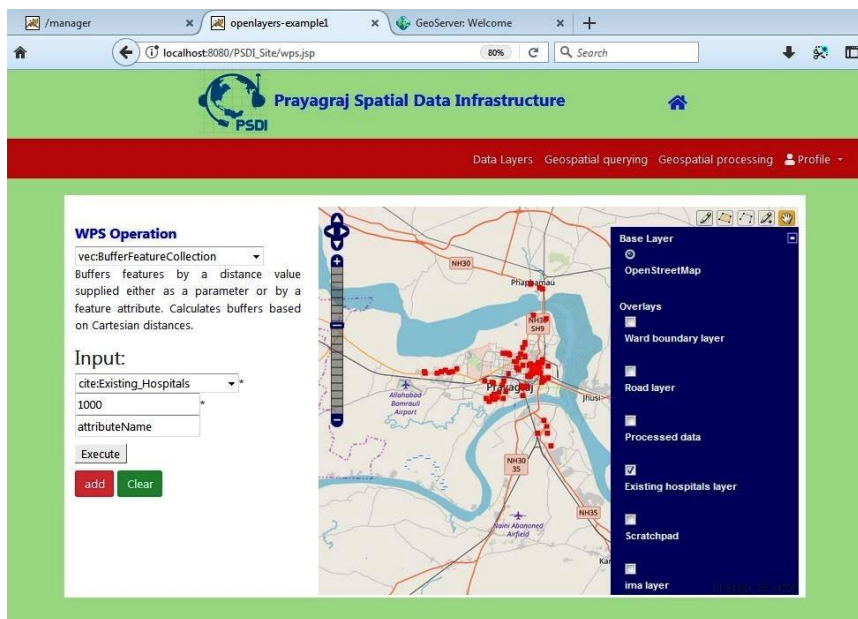 /manager
openlayers-example1
GeoServer: Welcome
localhost:8080/PSDI_Site/wps.jsp
80%
Search
PSDI
Prayagraj Spatial Data Infrastructure
Data Layers Geospatial querying Geospatial processing Profile
WPS Operation
vec:BufferFeatureCollection
Buffers features by a distance value
supplied either as a parameter or by a
feature attribute. Calculates buffers based
on Cartesian distances.
Input:
cite:Existing_Hospitals *
1000 *
attributeName
Execute
add Clear
NH30
Phaphamau
SH9
Prayagraj
Jhusi
Allahabad
Bamrauli
Airport
NH30
35
NH35
Naini Abanoned
Airfield
Base Layer
OpenStreetMap
Overlays
Ward boundary layer
Road layer
Processed data
Existing hospitals layer
Scratchpad
ima layer